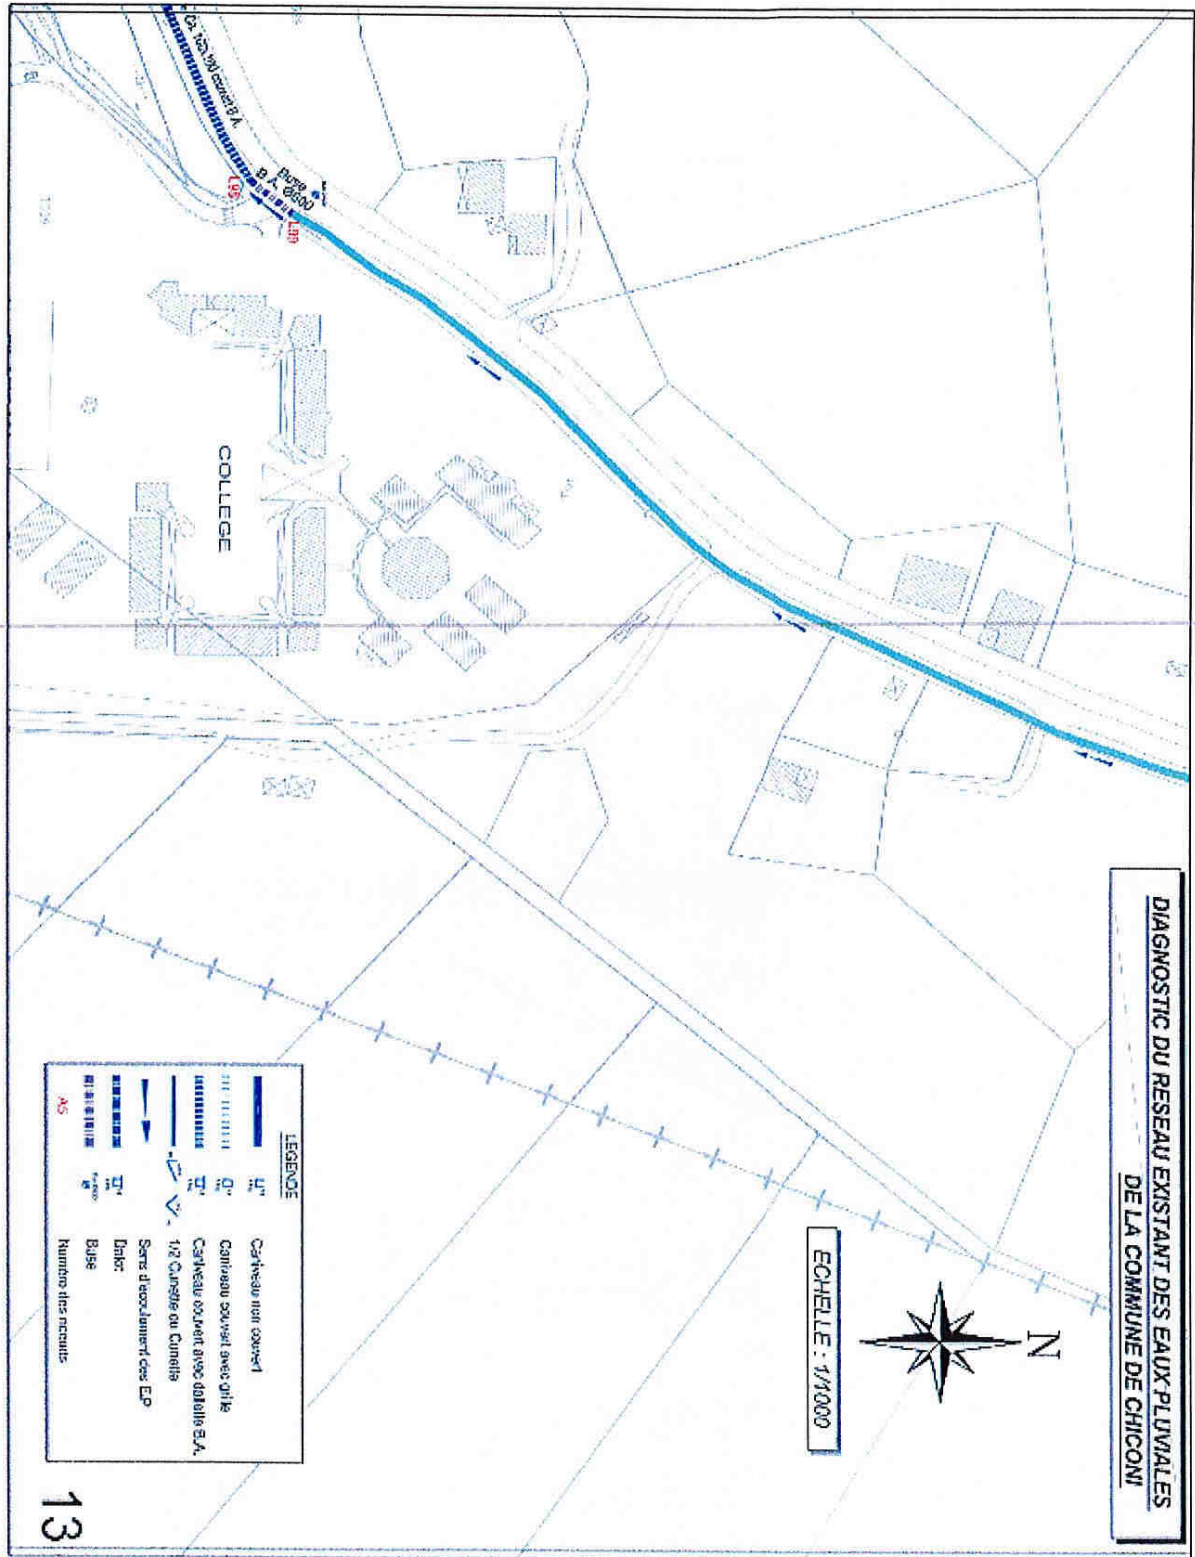 DIAGNOSTIC DU RESEAU EXISTANT DES EAUX PLUVIALES
DE LA COMMUNE DE CHICONI
N
ECHELLE : 1/1000
couvert B.A.
Buse
B.A. Ø600
L99
COLLEGE
LEGENDE
Caniveau non couvert
Caniveau couvert avec grille
Caniveau couvert avec dallette B.A.
1/2 Cunette ou Cunette
Sens d'écoulement des EP
Dalot
Buse
A5
Numéro des noeuds
13